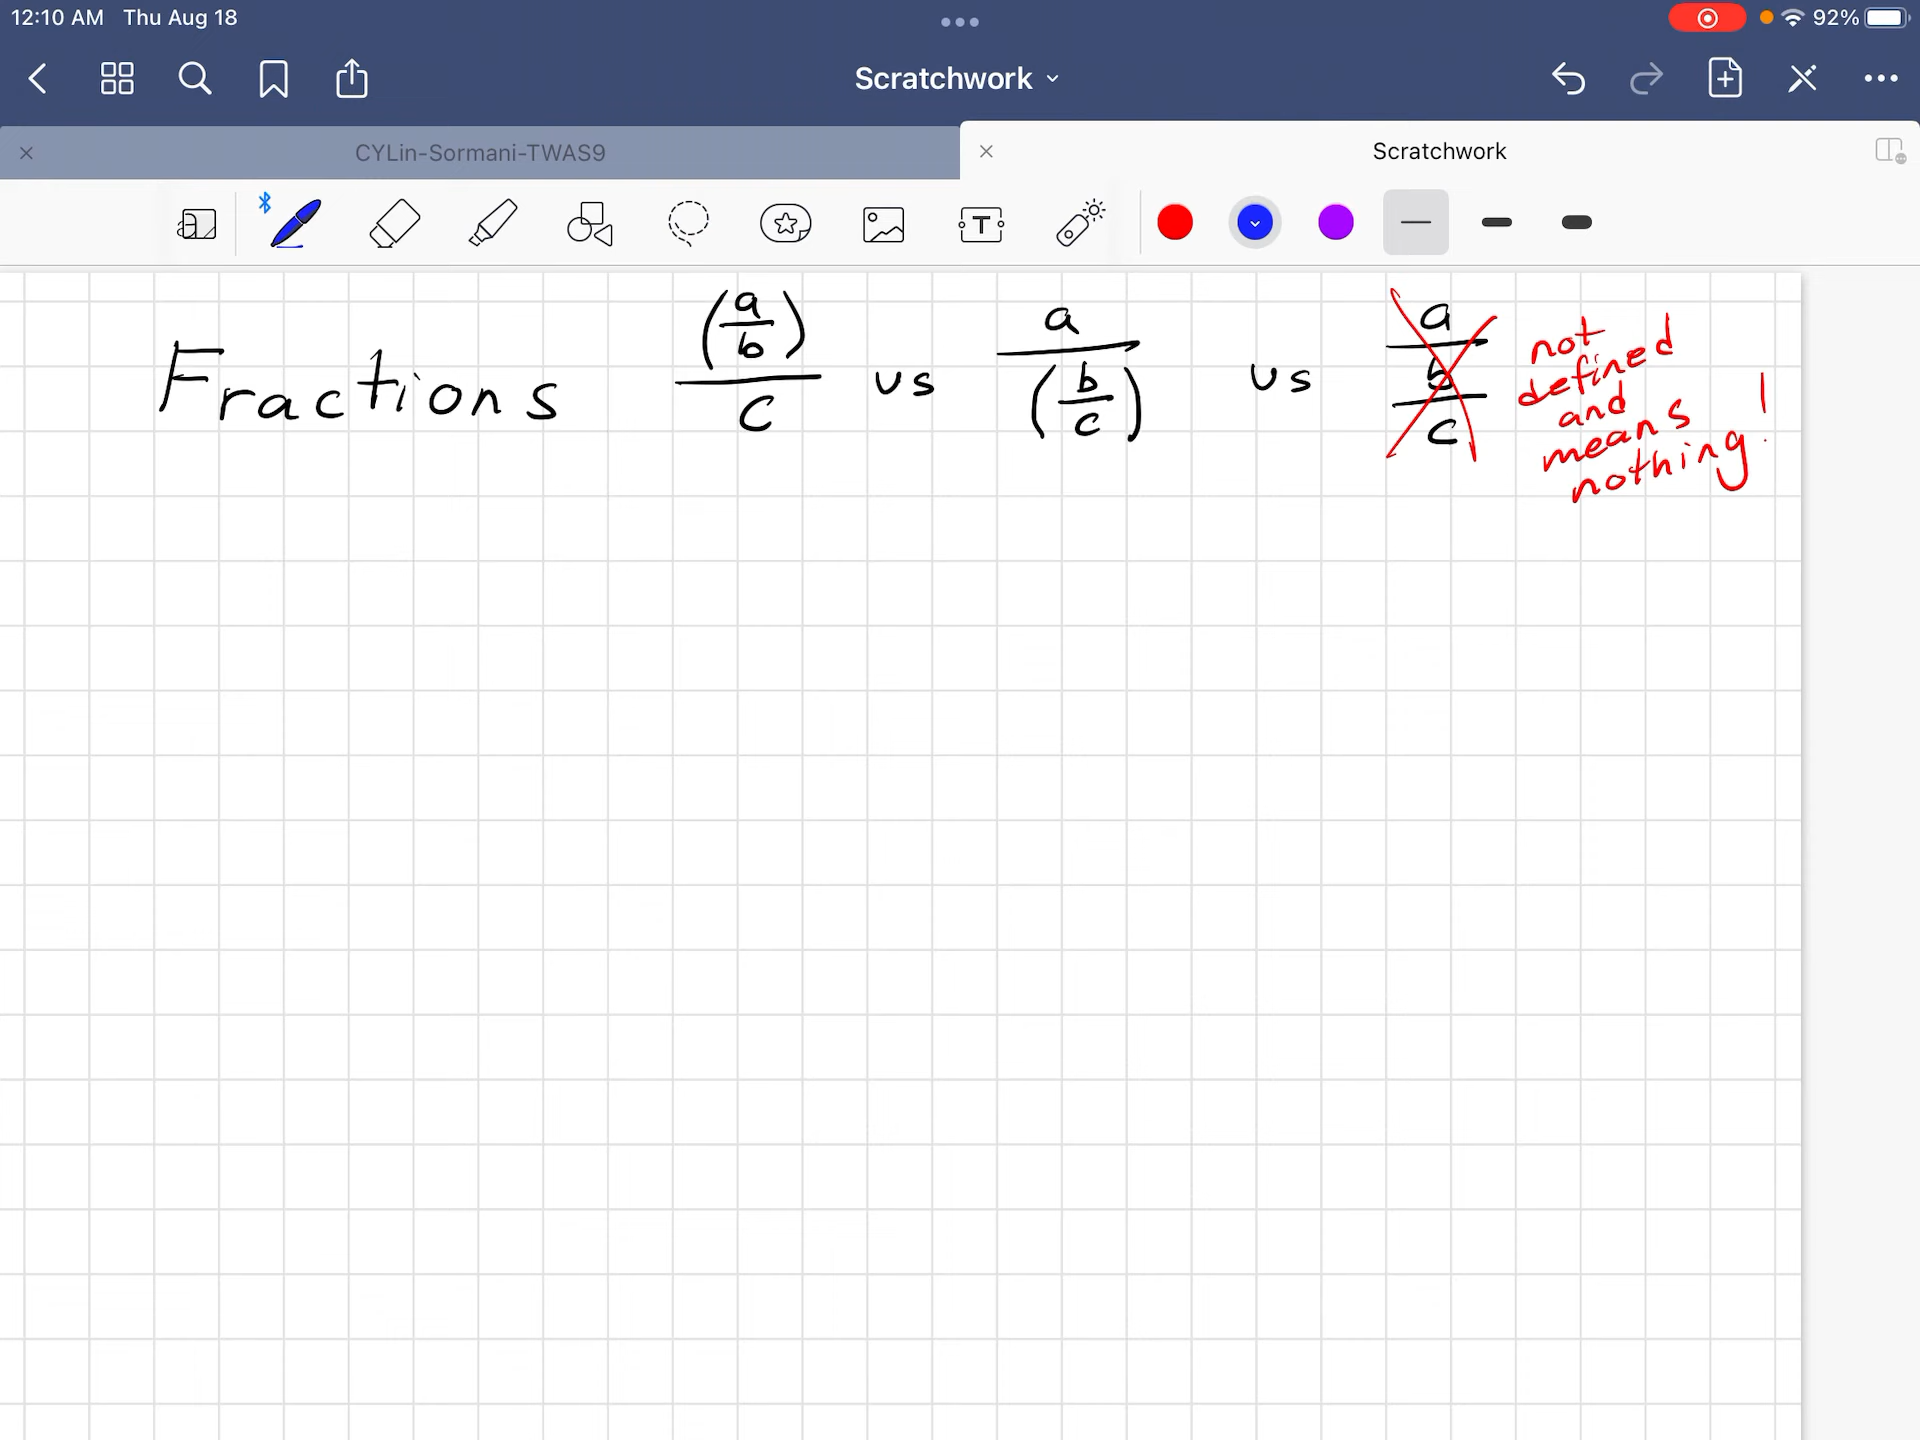 12:10 AM Thu Aug 18
92%
Scratchwork
CYLin-Sormani-TWAS9
Scratchwork
T
Fractions (a/b)/c vs a/(b/c) vs a/b/c
not
defined
and
means
nothing!